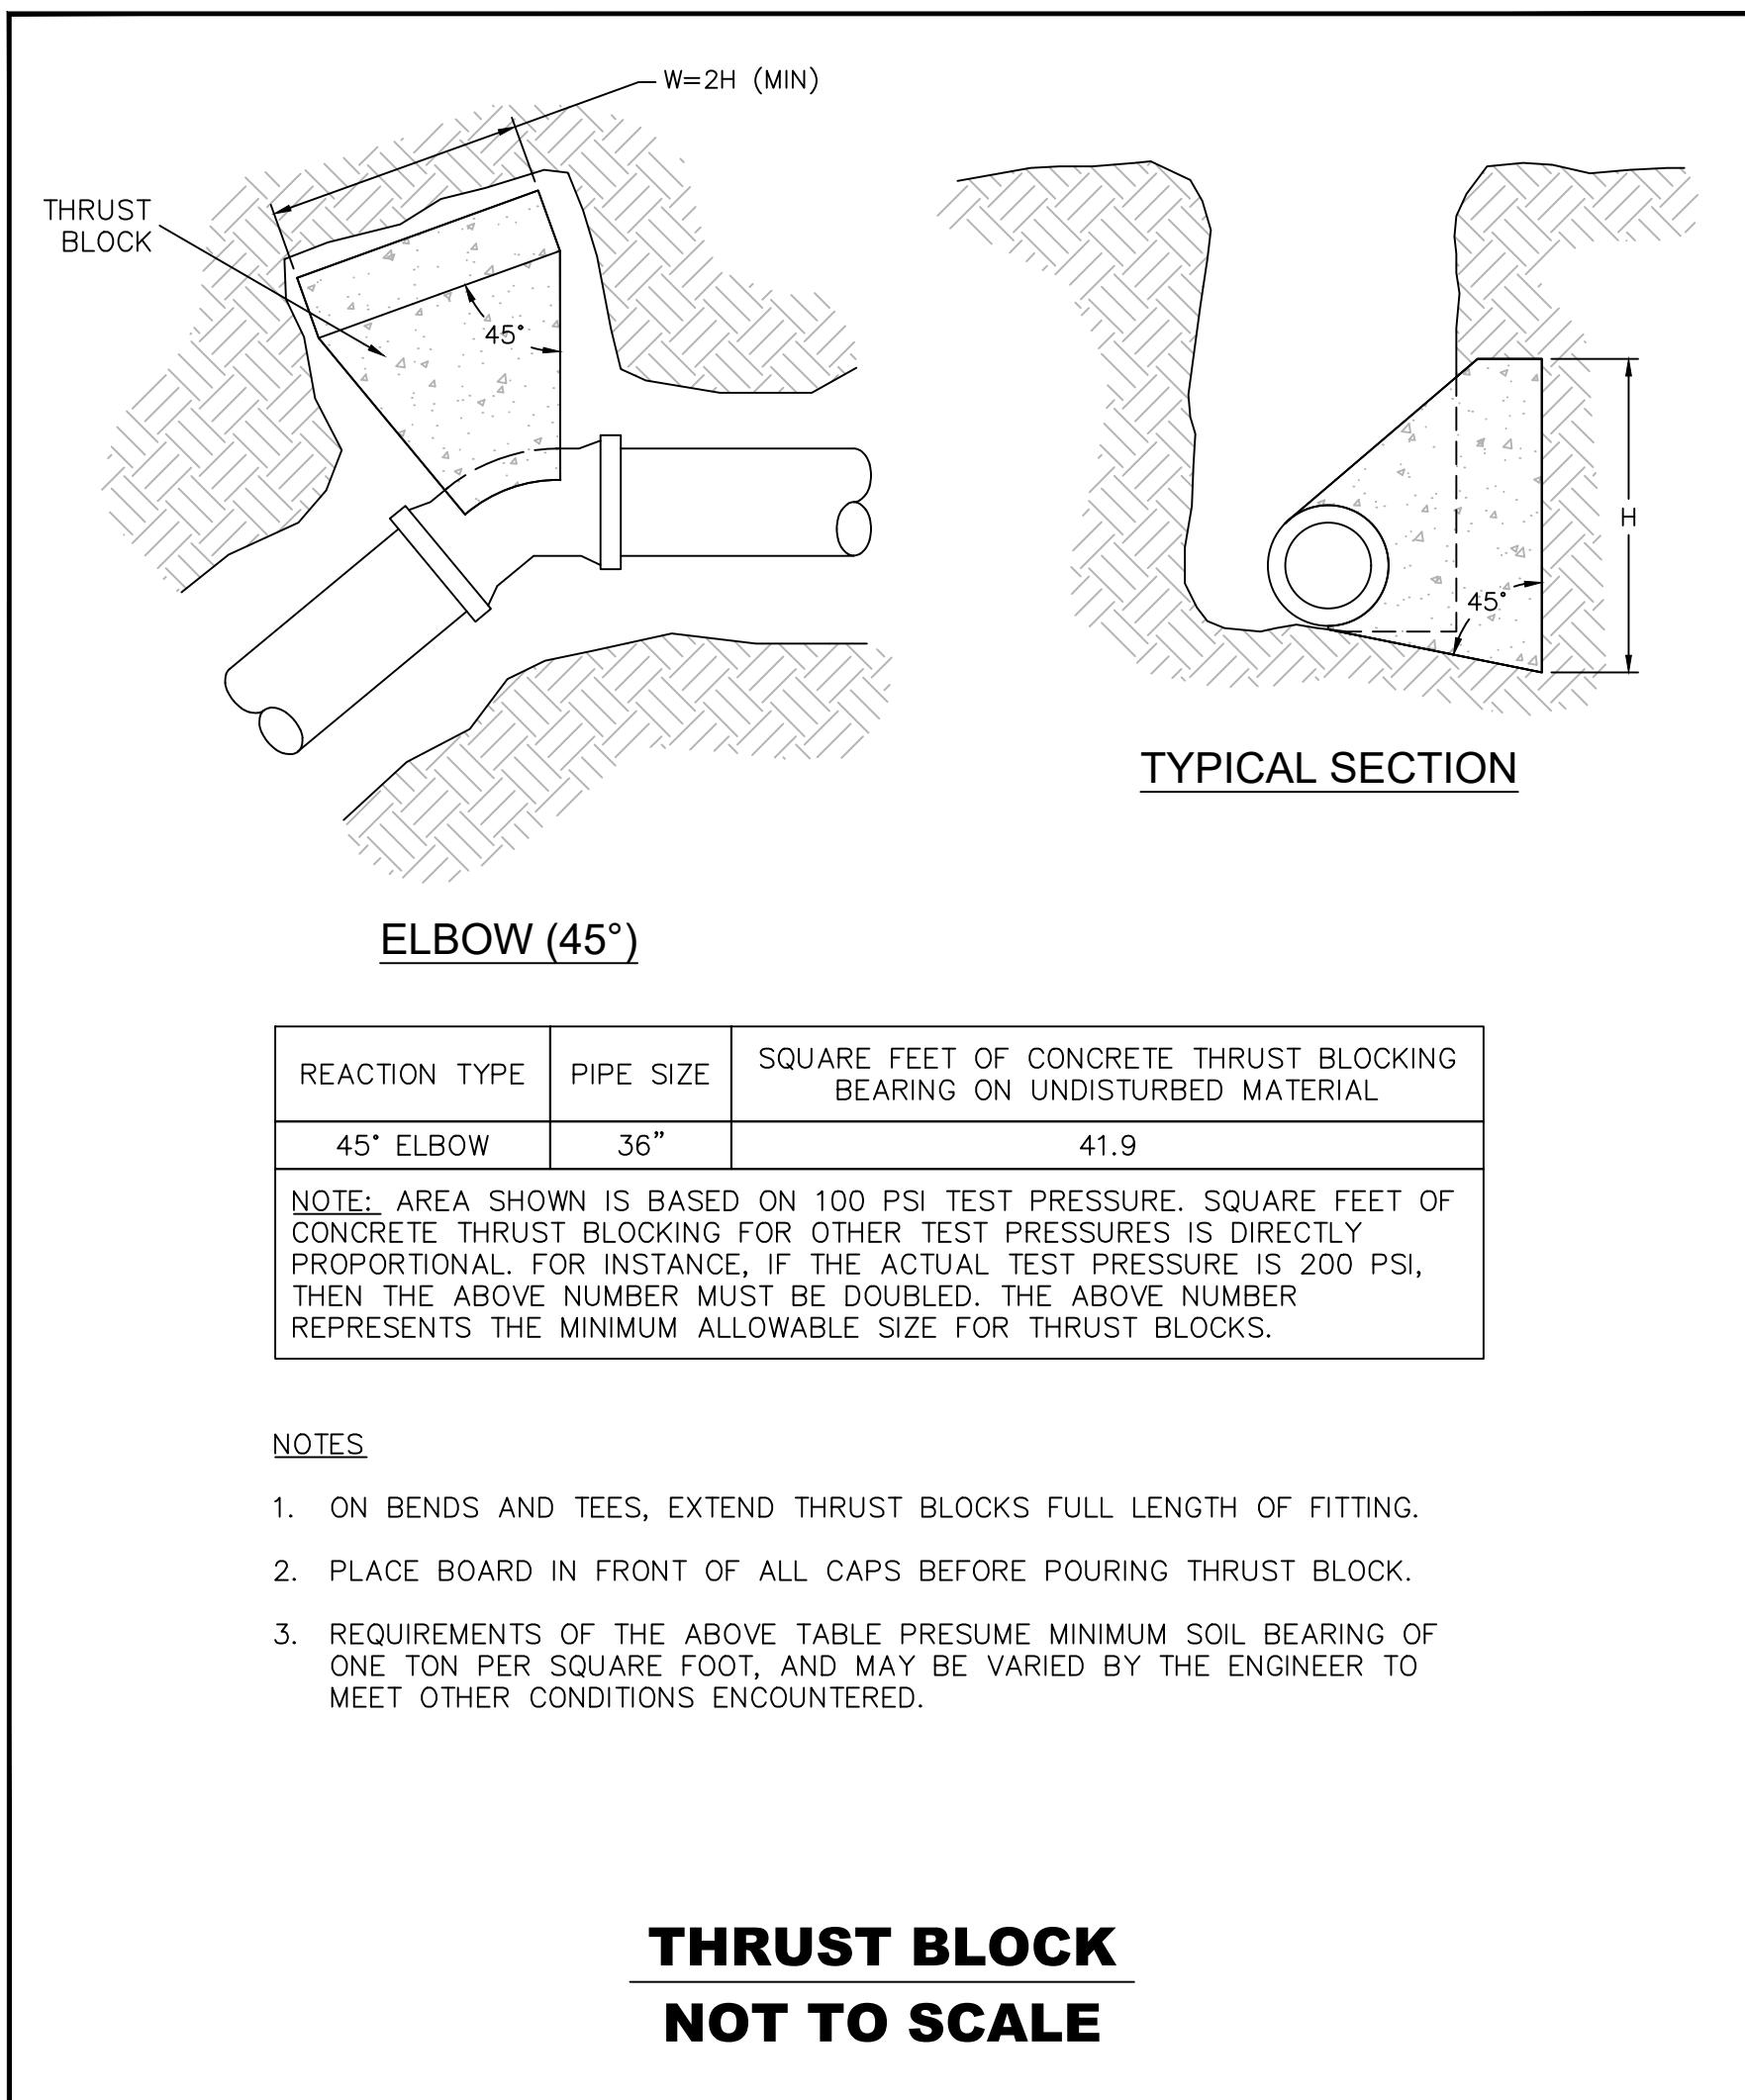 W=2H (MIN)
THRUST
BLOCK
45°
H
45°
TYPICAL SECTION
ELBOW (45°)
REACTION TYPE
PIPE SIZE
SQUARE FEET OF CONCRETE THRUST BLOCKING
BEARING ON UNDISTURBED MATERIAL
45° ELBOW
36”
41.9
NOTE: AREA SHOWN IS BASED ON 100 PSI TEST PRESSURE. SQUARE FEET OF
CONCRETE THRUST BLOCKING FOR OTHER TEST PRESSURES IS DIRECTLY
PROPORTIONAL. FOR INSTANCE, IF THE ACTUAL TEST PRESSURE IS 200 PSI,
THEN THE ABOVE NUMBER MUST BE DOUBLED. THE ABOVE NUMBER
REPRESENTS THE MINIMUM ALLOWABLE SIZE FOR THRUST BLOCKS.
NOTES
1. ON BENDS AND TEES, EXTEND THRUST BLOCKS FULL LENGTH OF FITTING.
2. PLACE BOARD IN FRONT OF ALL CAPS BEFORE POURING THRUST BLOCK.
3. REQUIREMENTS OF THE ABOVE TABLE PRESUME MINIMUM SOIL BEARING OF
ONE TON PER SQUARE FOOT, AND MAY BE VARIED BY THE ENGINEER TO
MEET OTHER CONDITIONS ENCOUNTERED.
THRUST BLOCK
NOT TO SCALE